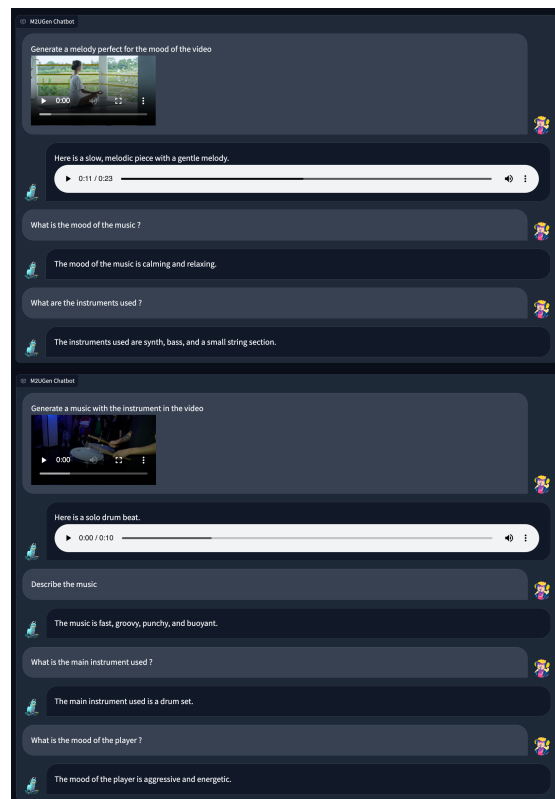 M2UGen Chatbot
Generate a melody perfect for the mood of the video
0:00
Here is a slow, melodic piece with a gentle melody.
0:11 / 0:23
What is the mood of the music ?
The mood of the music is calming and relaxing.
What are the instruments used ?
The instruments used are synth, bass, and a small string section.
M2UGen Chatbot
Generate a music with the instrument in the video
0:00
Here is a solo drum beat.
0:00 / 0:10
Describe the music
The music is fast, groovy, punchy, and buoyant.
What is the main instrument used ?
The main instrument used is a drum set.
What is the mood of the player ?
The mood of the player is aggressive and energetic.